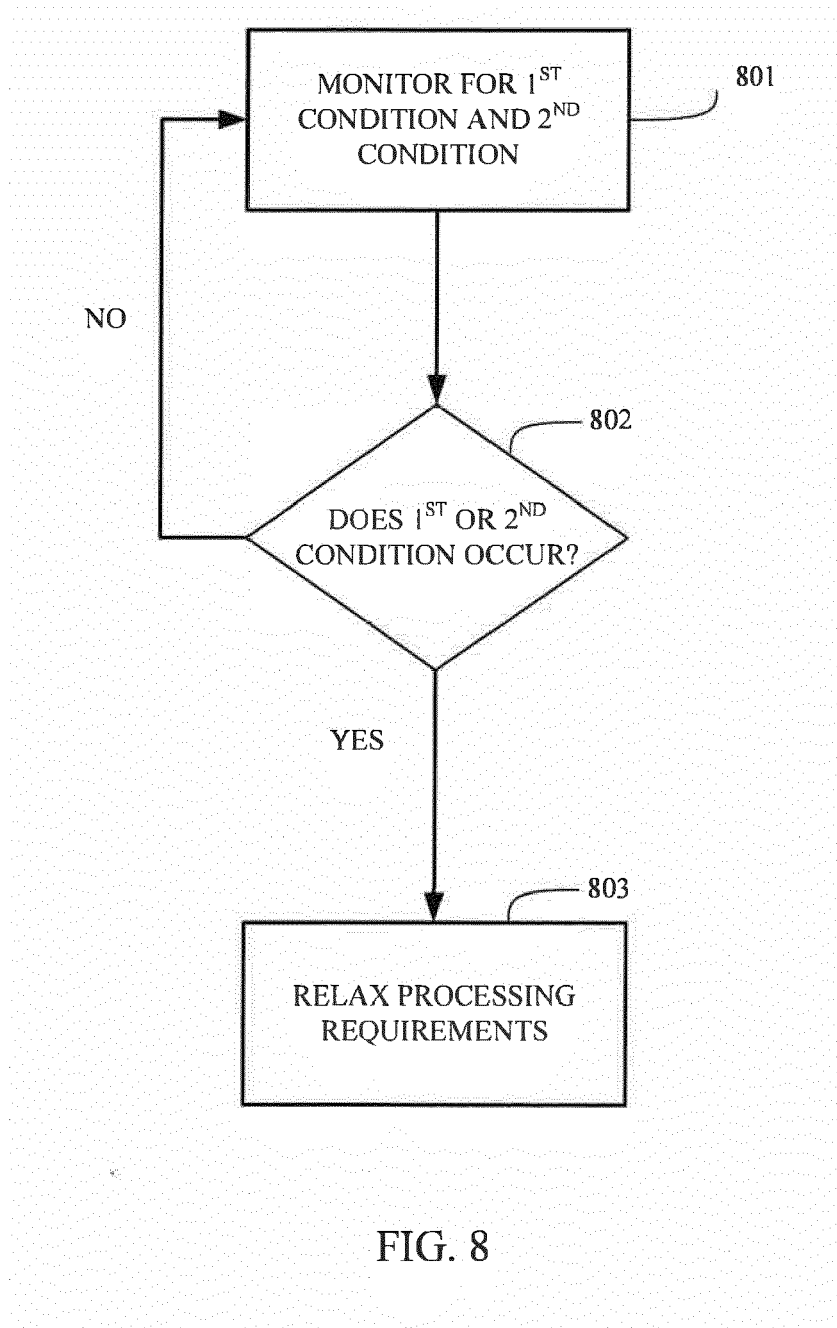 MONITOR FOR 1ST
CONDITION AND 2ND
CONDITION
801
NO
802
DOES 1ST OR 2ND
CONDITION OCCUR?
YES
803
RELAX PROCESSING
REQUIREMENTS
FIG. 8